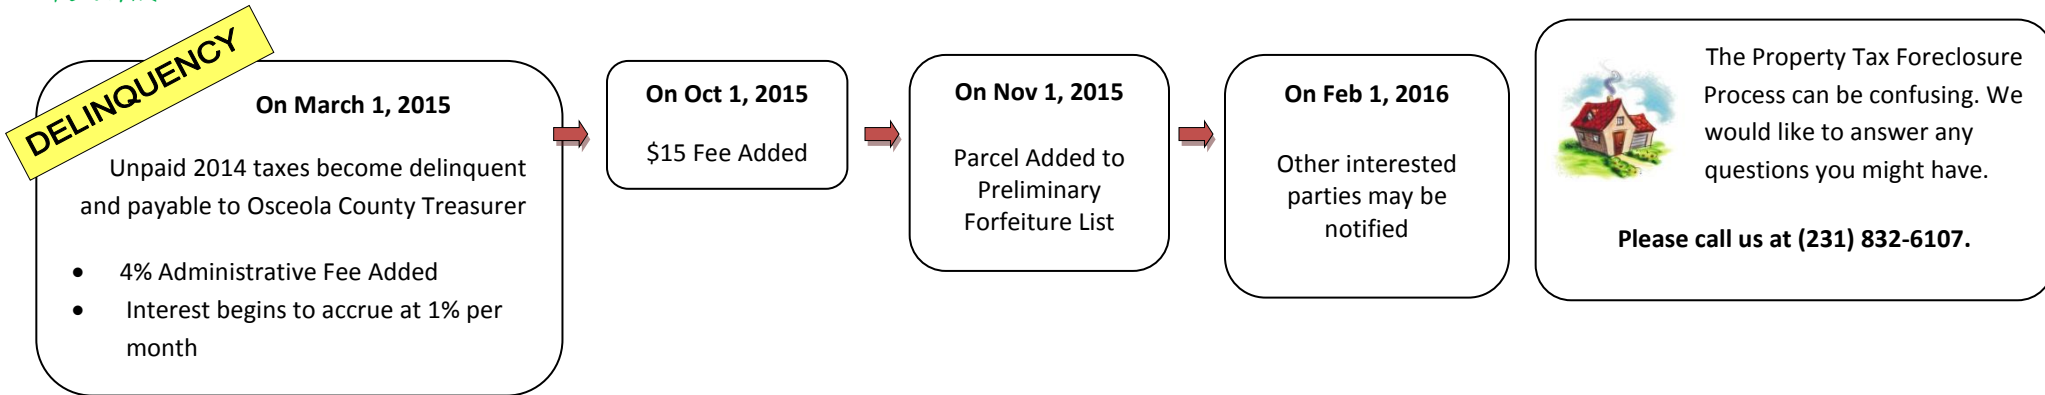 DELINQUENCY
On March 1, 2015
Unpaid 2014 taxes become delinquent
and payable to Osceola County Treasurer
• 4% Administrative Fee Added
• Interest begins to accrue at 1% per
month
On Oct 1, 2015
$15 Fee Added
On Nov 1, 2015
Parcel Added to
Preliminary
Forfeiture List
On Feb 1, 2016
Other interested
parties may be
notified
The Property Tax Foreclosure
Process can be confusing. We
would like to answer any
questions you might have.
Please call us at (231) 832-6107.